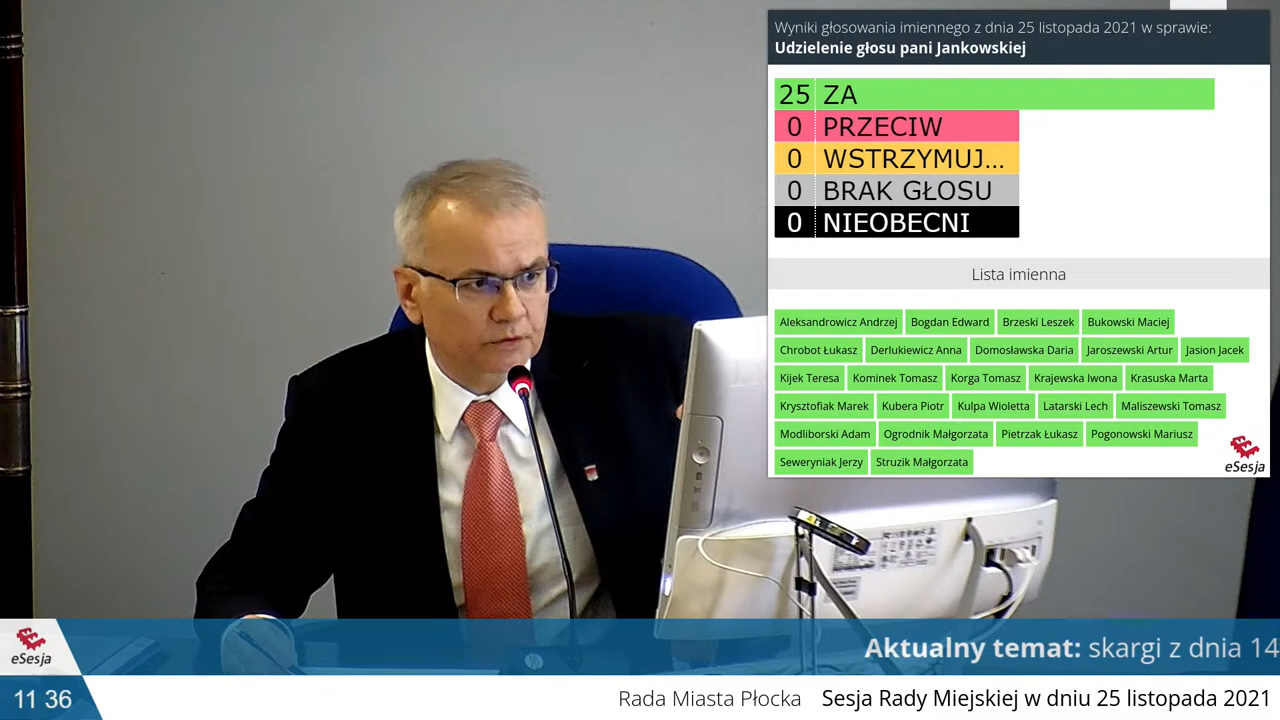 Wyniki głosowania imiennego z dnia 25 listopada 2021 w sprawie:
Udzielenie głosu pani Jankowskiej
25 ZA
0 PRZECIW
0 WSTRZYMUJ...
0 BRAK GŁOSU
0 NIEOBECNI
Lista imienna
Aleksandrowicz Andrzej Bogdan Edward Brzeski Leszek Bukowski Maciej
Chrobot Łukasz Derlukiewicz Anna Domosławska Daria Jaroszewski Artur Jasion Jacek
Kijek Teresa Kominek Tomasz Korga Tomasz Krajewska Iwona Krasuska Marta
Krysztofiak Marek Kubera Piotr Kulpa Wioletta Latarski Lech Maliszewski Tomasz
Modliborski Adam Ogrodnik Małgorzata Pietrzak Łukasz Pogonowski Mariusz
Seweryniak Jerzy Struzik Małgorzata
eSesja
eSesja
Aktualny temat: skargi z dnia 14
11 36
Rada Miasta Płocka Sesja Rady Miejskiej w dniu 25 listopada 2021